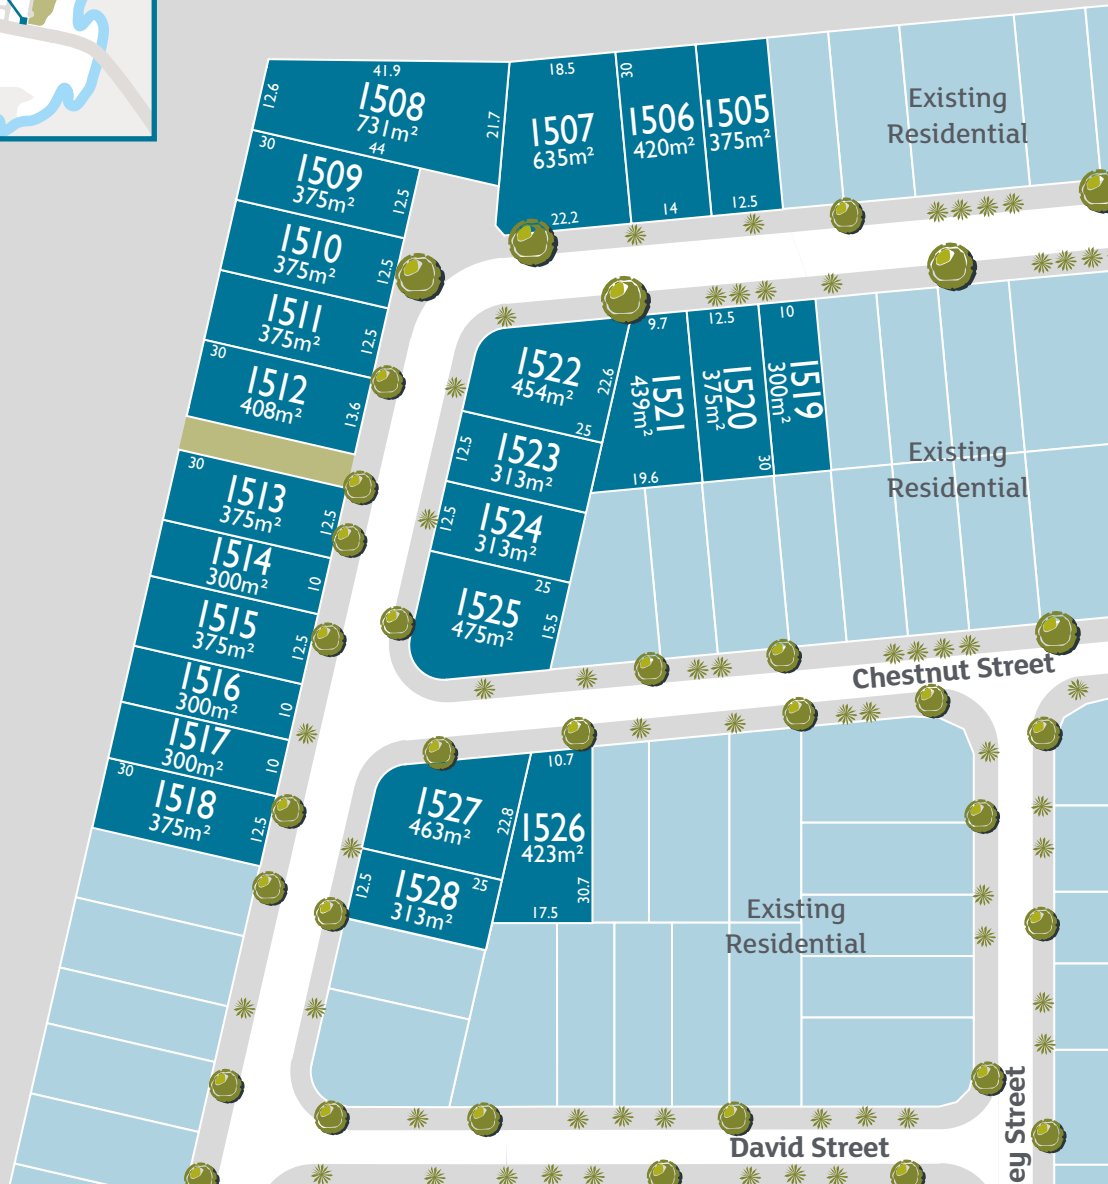 41.9
12.6
1508
731m²
21.7
44
18.5
1507
635m²
22.2
30
1506
420m²
14
1505
375m²
12.5
Existing
Residential
30
1509
375m²
12.5
1510
375m²
12.5
1511
375m²
12.5
30
1512
408m²
13.6
30
1513
375m²
12.5
1514
300m²
10
1515
375m²
12.5
1516
300m²
10
1517
300m²
10
30
1518
375m²
12.5
1522
454m²
22.6
25
12.5
1523
313m²
12.5
1524
313m²
25
1525
475m²
15.5
9.7
1521
439m²
19.6
12.5
1520
375m²
30
10
1519
300m²
Existing
Residential
Chestnut Street
1527
463m²
22.8
10.7
1526
423m²
30.7
17.5
12.5
1528
313m²
25
Existing
Residential
David Street
ey Street